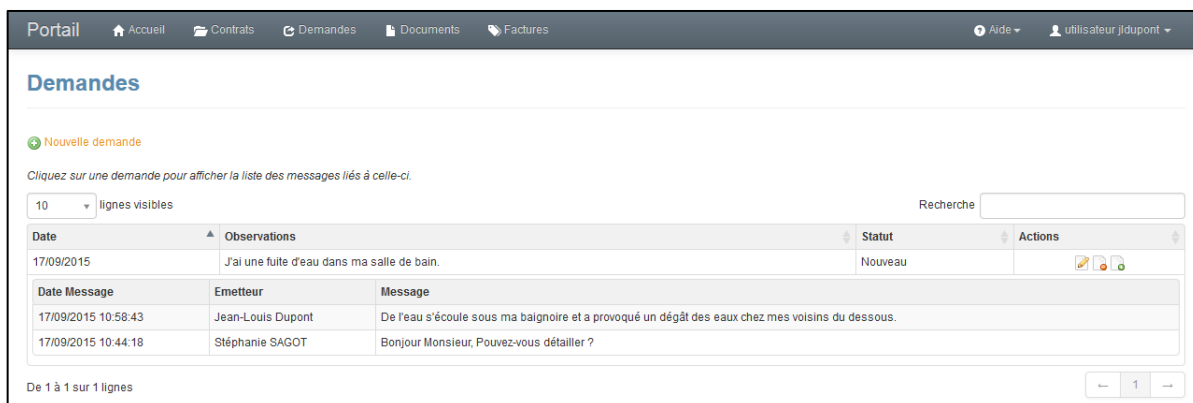 Portail Accueil Contrats Demandes Documents Factures Aide utilisateur jldupont
Demandes
Nouvelle demande
Cliquez sur une demande pour afficher la liste des messages liés à celle-ci.
10 lignes visibles Recherche
Date Observations Statut Actions
17/09/2015 J'ai une fuite d'eau dans ma salle de bain. Nouveau
Date Message Emetteur Message
17/09/2015 10:58:43 Jean-Louis Dupont De l'eau s'écoule sous ma baignoire et a provoqué un dégât des eaux chez mes voisins du dessous.
17/09/2015 10:44:18 Stéphanie SAGOT Bonjour Monsieur, Pouvez-vous détailler ?
De 1 à 1 sur 1 lignes ← 1 →